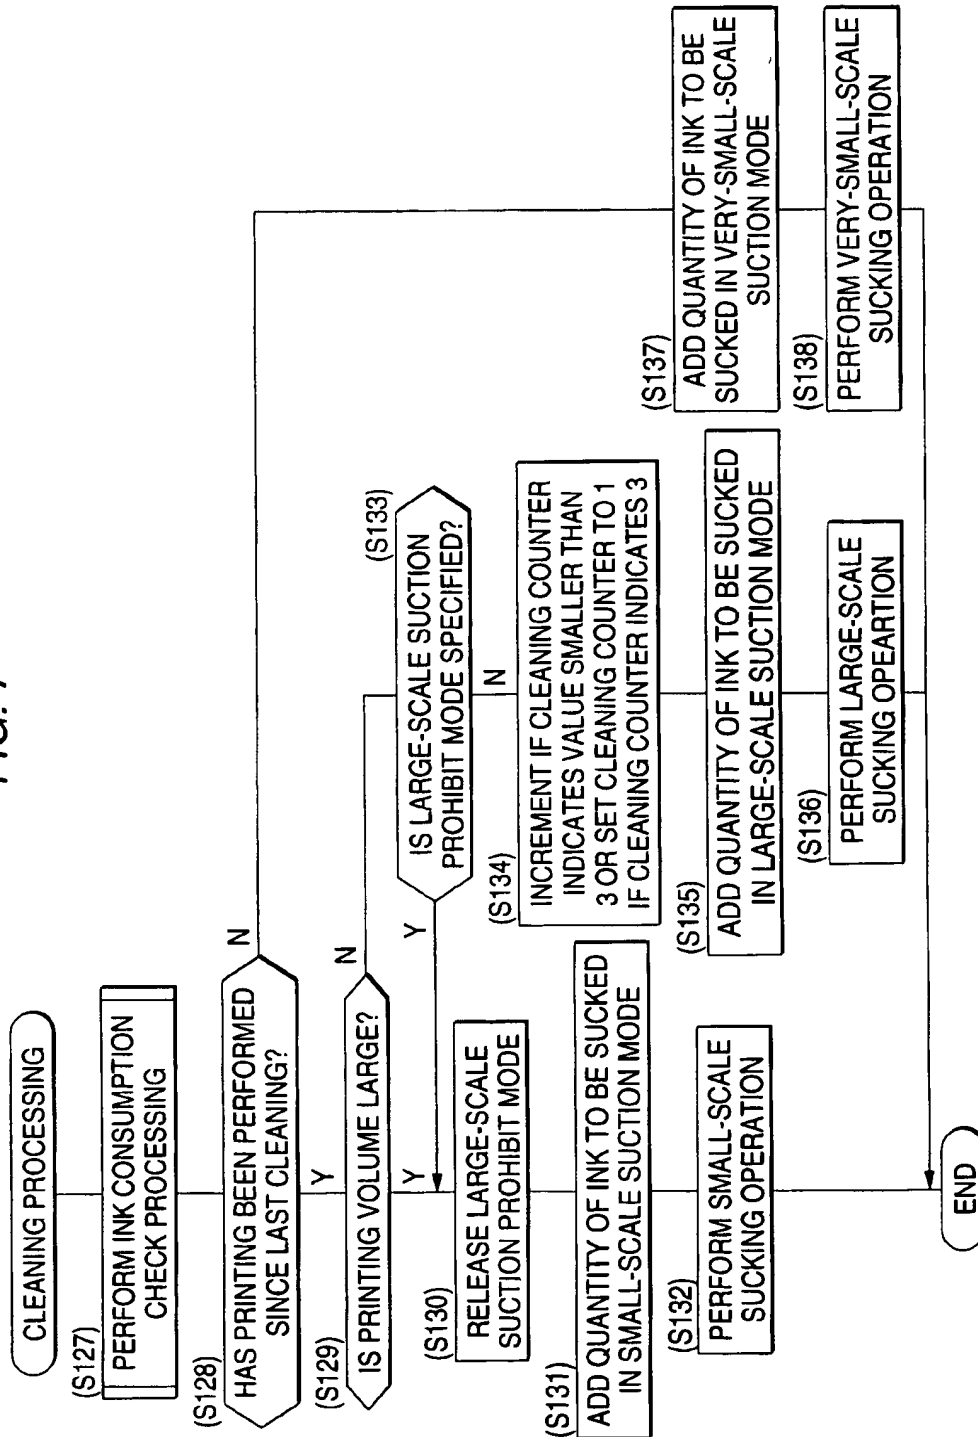 FIG.
CLEANING PROCESSING
(S127)
PERFORM INK CONSUMPTION
CHECK PROCESSING
(S128)
HAS PRINTING BEEN PERFORMED
SINCE LAST CLEANING?
N
Y
(S129)
IS PRINTING VOLUME LARGE?
N
Y
(S130)
RELEASE LARGE-SCALE
SUCTION PROHIBIT MODE
(S131)
ADD QUANTITY OF INK TO BE SUCKED
IN SMALL-SCALE SUCTION MODE
(S132)
PERFORM SMALL-SCALE
SUCKING OPERATION
(S133)
IS LARGE-SCALE SUCTION
PROHIBIT MODE SPECIFIED?
Y
N
(S134)
INCREMENT IF CLEANING COUNTER
INDICATES VALUE SMALLER THAN
3 OR SET CLEANING COUNTER TO 1
IF CLEANING COUNTER INDICATES 3
(S135)
ADD QUANTITY OF INK TO BE SUCKED
IN LARGE-SCALE SUCTION MODE
(S136)
PERFORM LARGE-SCALE
SUCKING OPEARTION
(S137)
ADD QUANTITY OF INK TO BE
SUCKED IN VERY-SMALL-SCALE
SUCTION MODE
(S138)
PERFORM VERY-SMALL-SCALE
SUCKING OPERATION
END